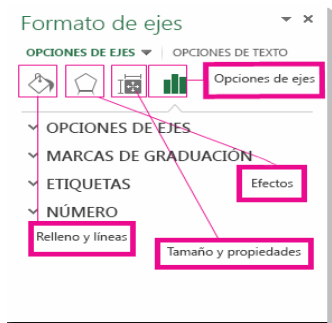 Formato de ejes
OPCIONES DE EJES OPCIONES DE TEXTO
Opciones de ejes
OPCIONES DE EJES
MARCAS DE GRADUACIÓN
ETIQUETAS
Efectos
NÚMERO
Relleno y líneas
Tamaño y propiedades